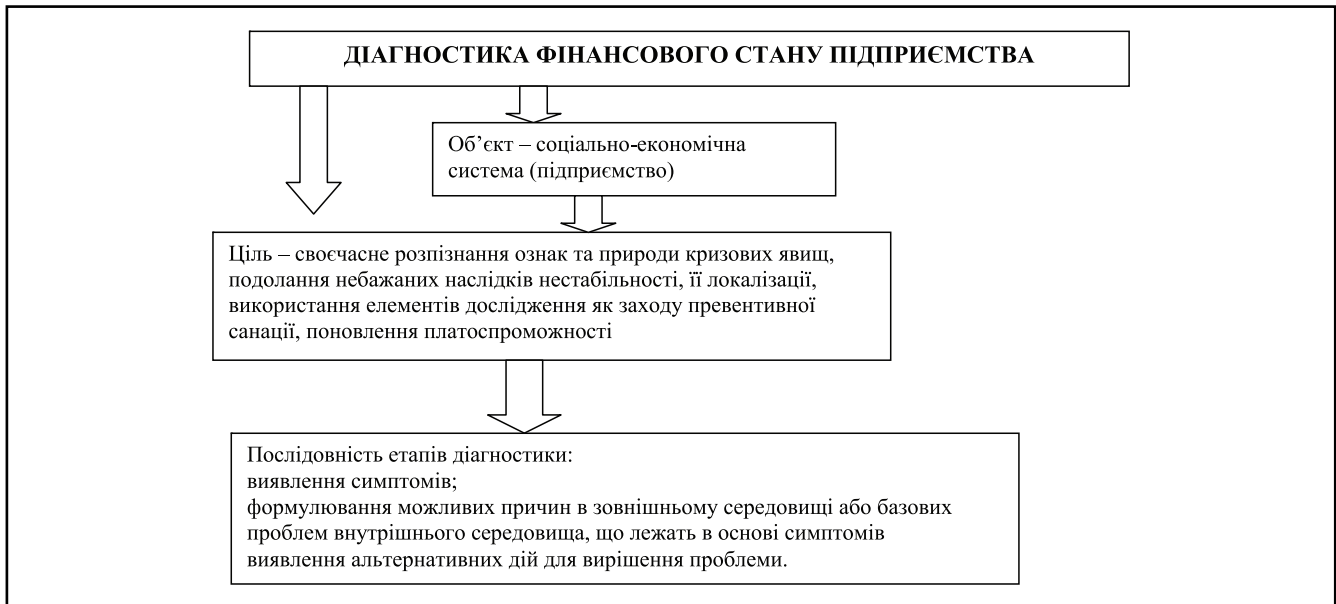 ДІАГНОСТИКА ФІНАНСОВОГО СТАНУ ПІДПРИЄМСТВА
Об’єкт – соціально-економічна
система (підприємство)
Ціль – своєчасне розпізнання ознак та природи кризових явищ,
подолання небажаних наслідків нестабільності, її локалізації,
використання елементів дослідження як заходу превентивної
санації, поновлення платоспроможності
Послідовність етапів діагностики:
виявлення симптомів;
формулювання можливих причин в зовнішньому середовищі або базових
проблем внутрішнього середовища, що лежать в основі симптомів
виявлення альтернативних дій для вирішення проблеми.